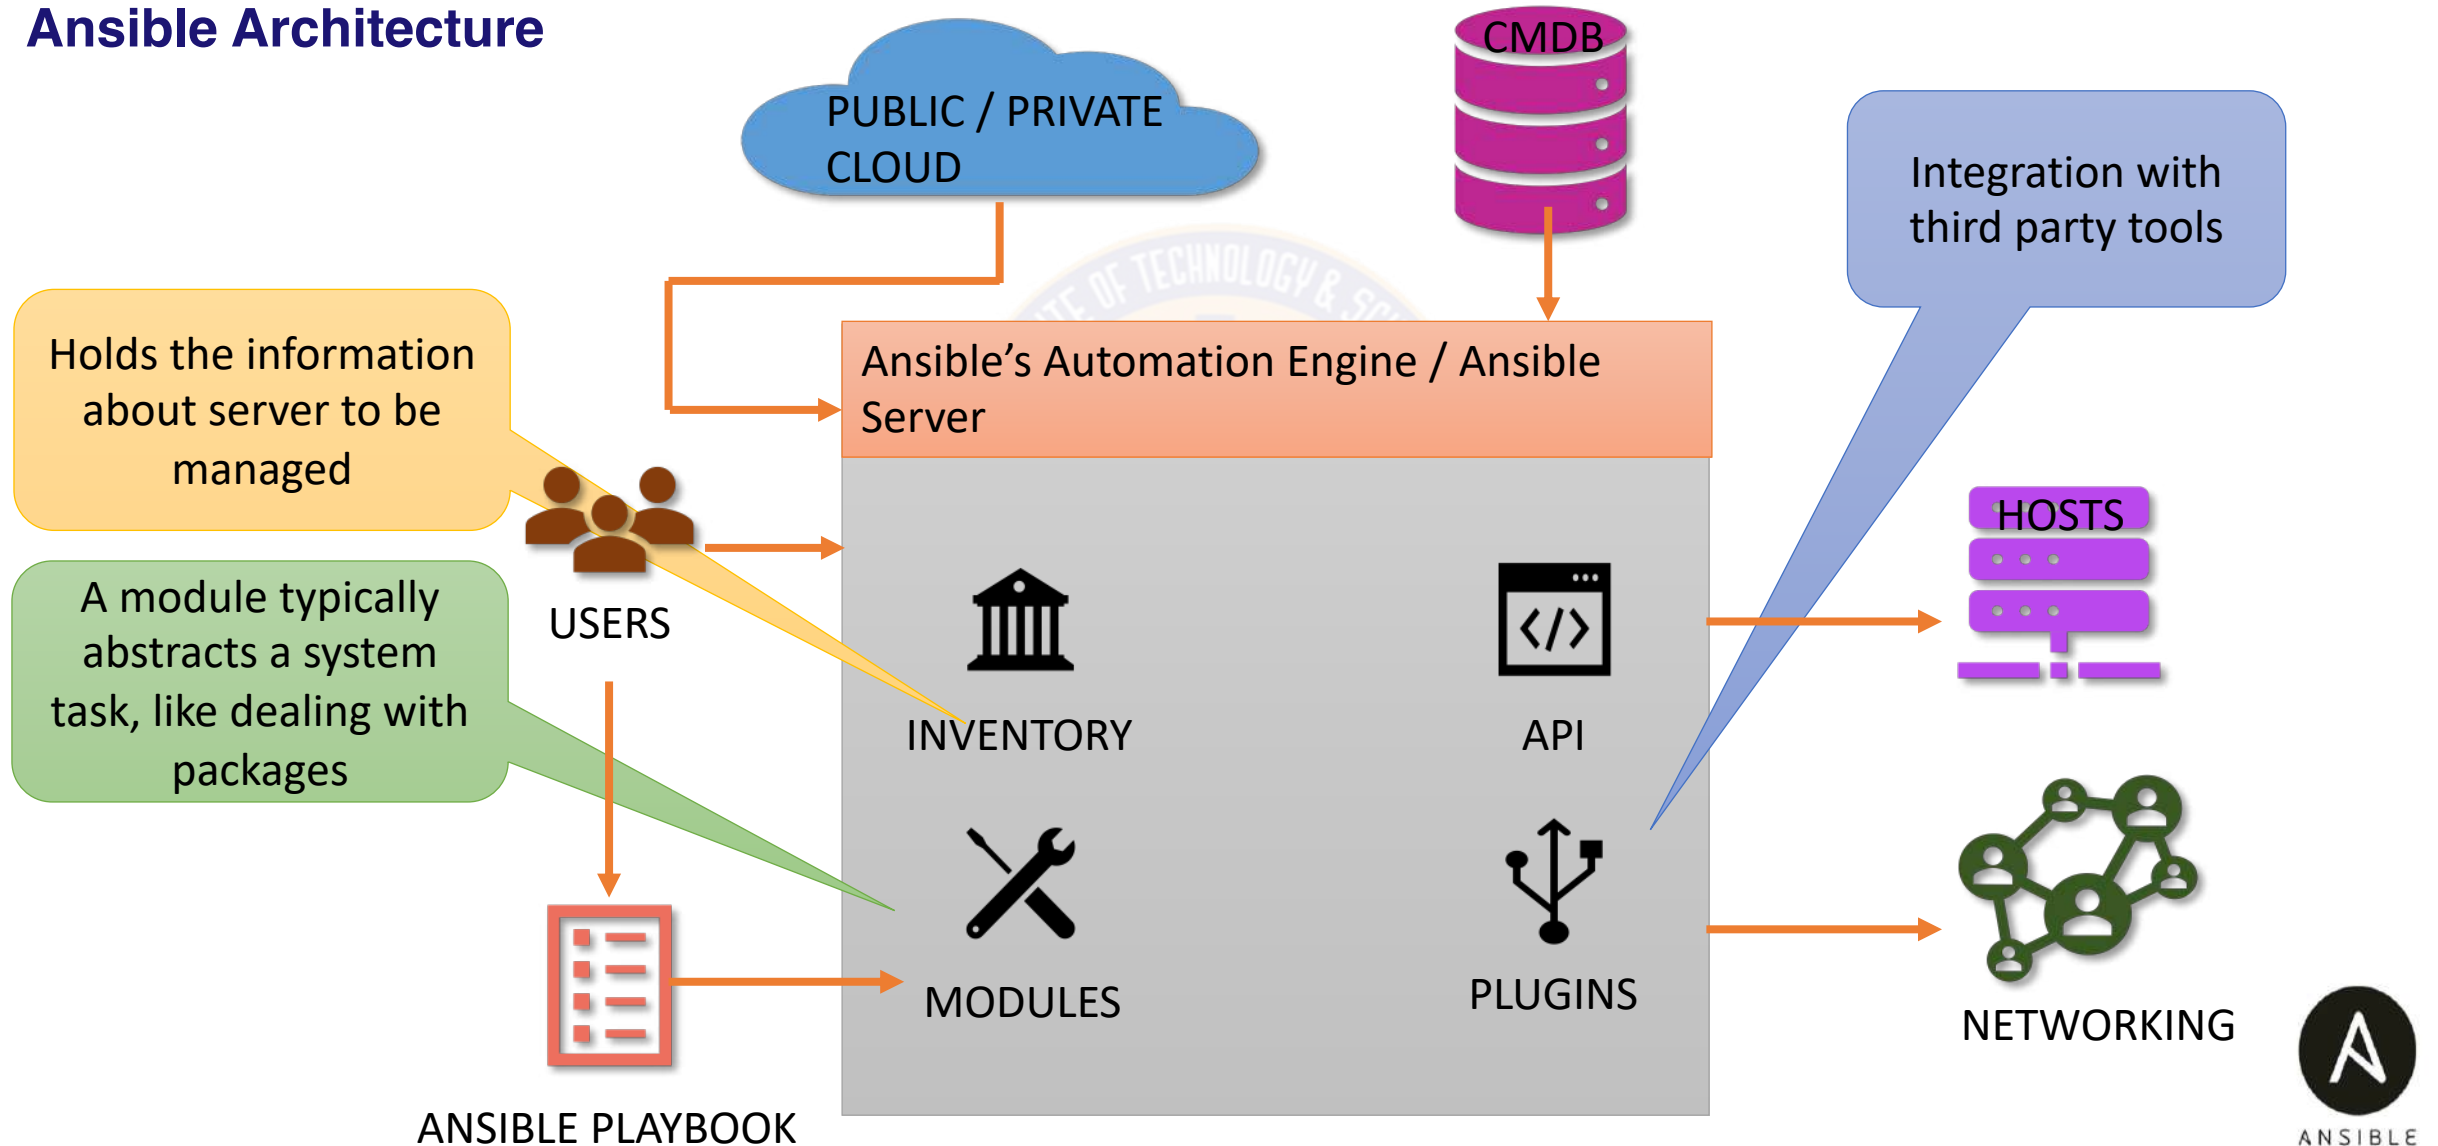 Ansible Architecture
PUBLIC / PRIVATE
CLOUD
CMDB
Integration with
third party tools
OF TECHNOLOGY &
Holds the information
about server to be
managed
Ansible’s Automation Engine / Ansible
Server
A module typically
abstracts a system
task, like dealing with
packages
USERS
HOSTS
INVENTORY
API
MODULES
PLUGINS
NETWORKING
ANSIBLE PLAYBOOK
ANSIBLE